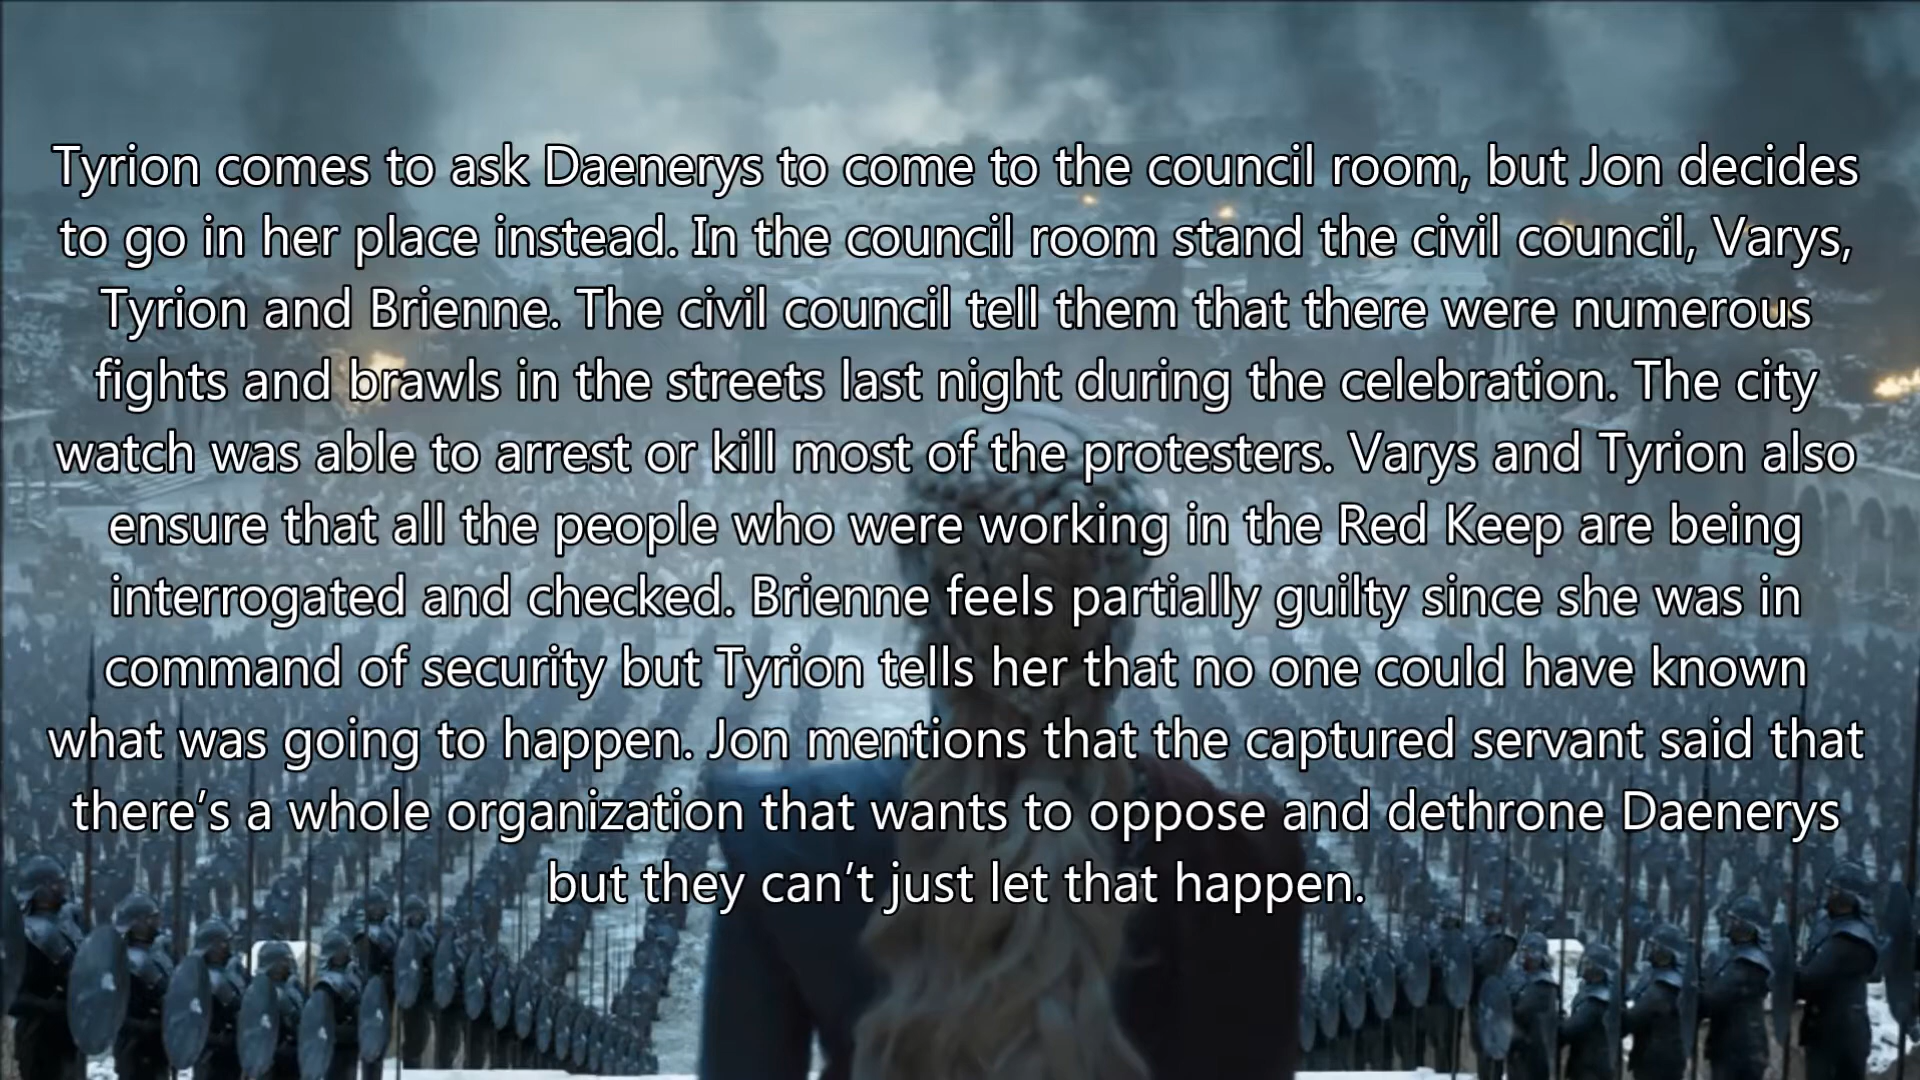 Tyrion comes to ask Daenerys to come to the council room, but Jon decides
to go in her place instead. In the council room stand the civil council, Varys,
Tyrion and Brienne. The civil council tell them that there were numerous
fights and brawls in the streets last night during the celebration. The city
watch was able to arrest or kill most of the protesters. Varys and Tyrion also
ensure that all the people who were working in the Red Keep are being
interrogated and checked. Brienne feels partially guilty since she was in
command of security but Tyrion tells her that no one could have known
what was going to happen. Jon mentions that the captured servant said that
there’s a whole organization that wants to oppose and dethrone Daenerys
but they can’t just let that happen.